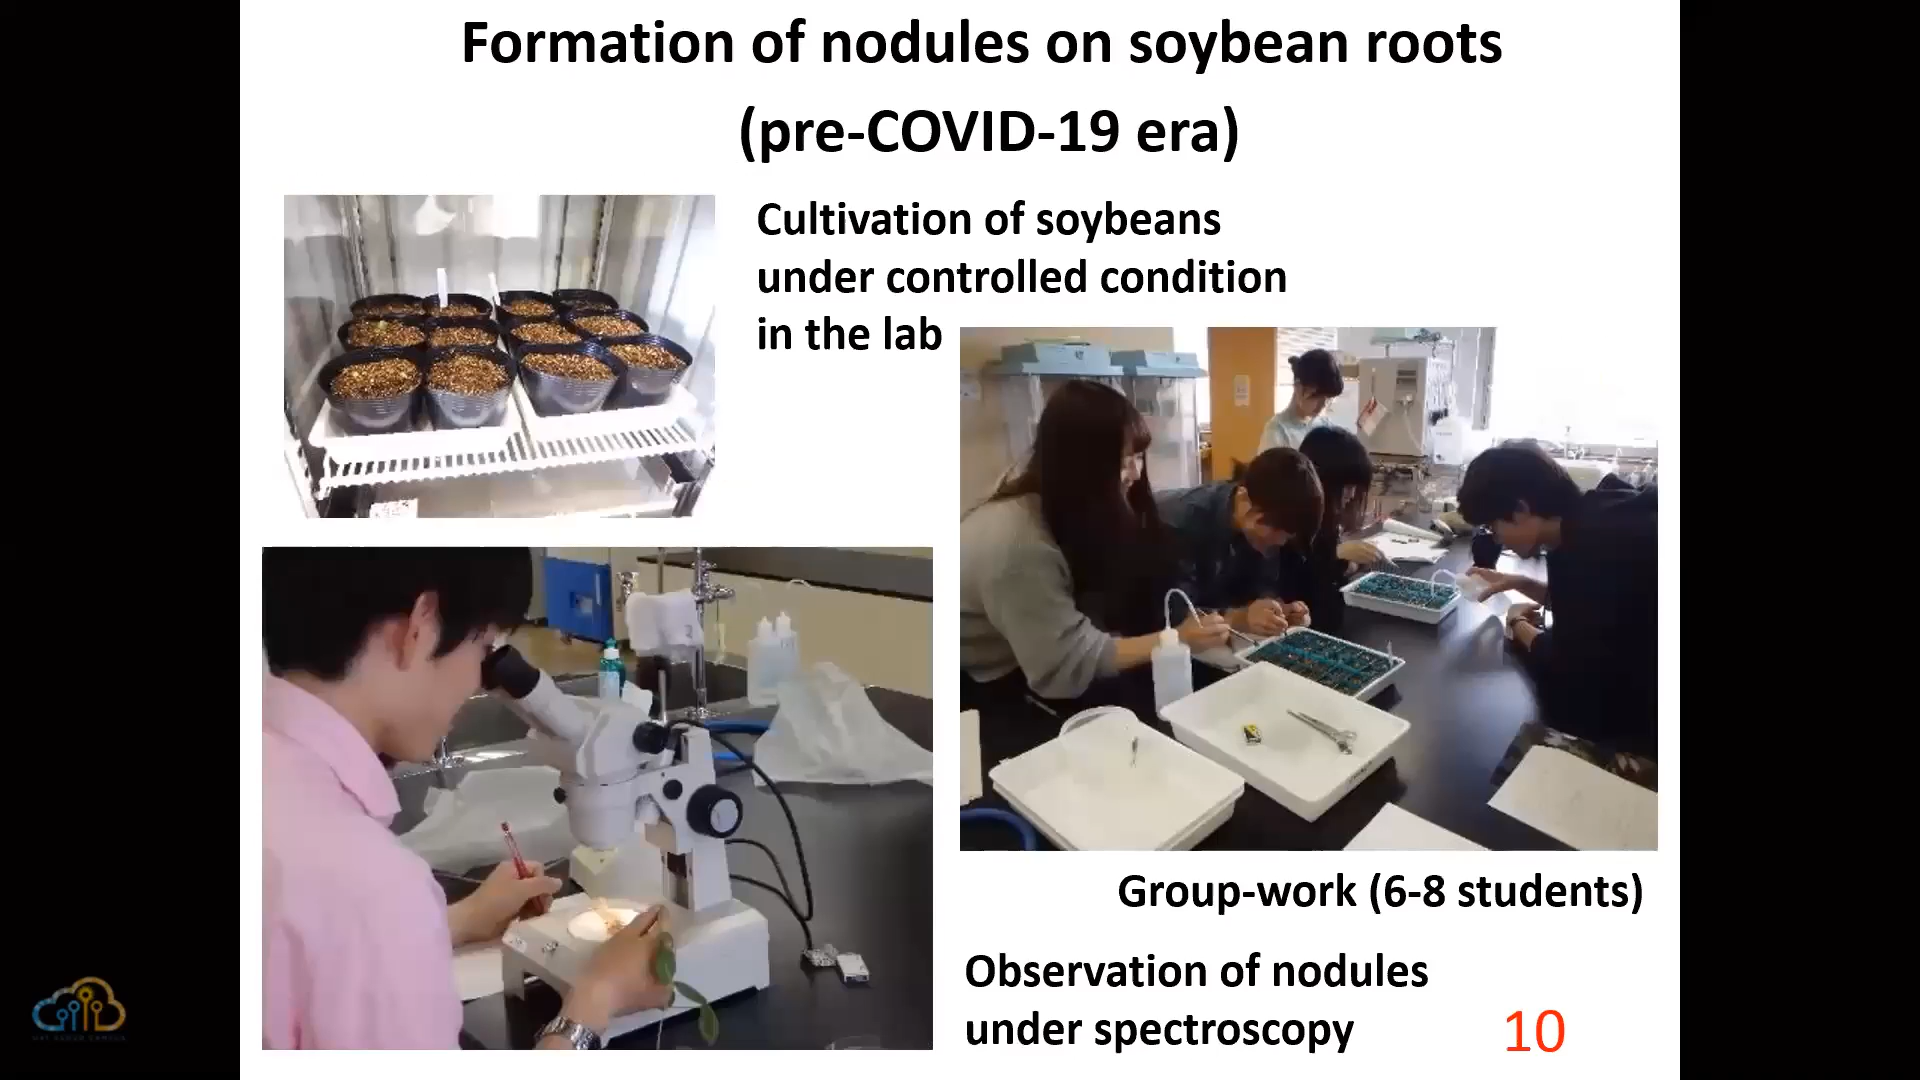 Formation of nodules on soybean roots
(pre-COVID-19 era)
Cultivation of soybeans
under controlled condition
in the lab
Group-work (6-8 students)
Observation of nodules
under spectroscopy
10